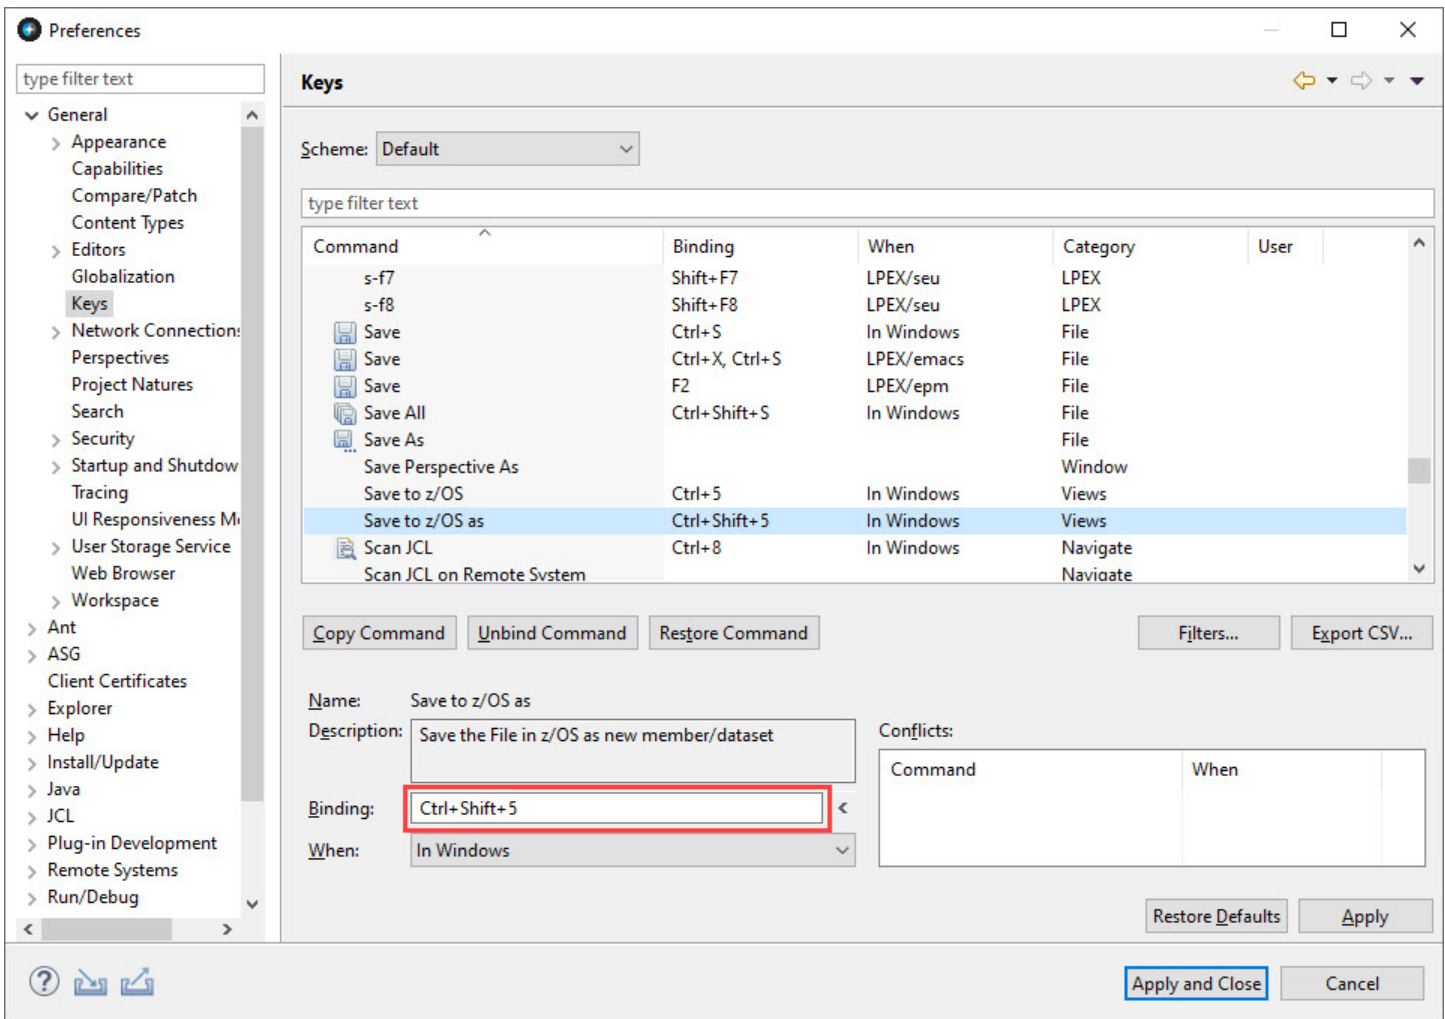 Preferences
type filter text
General
Appearance
Capabilities
Compare/Patch
Content Types
Editors
Globalization
Keys
Network Connection
Perspectives
Project Natures
Search
Security
Startup and Shutdow
Tracing
UI Responsiveness M
User Storage Service
Web Browser
Workspace
Ant
ASG
Client Certificates
Explorer
Help
Install/Update
Java
JCL
Plug-in Development
Remote Systems
Run/Debug
Keys
Scheme: Default
type filter text
Command Binding When Category User
s-f7 Shift+F7 LPEX/seu LPEX
s-f8 Shift+F8 LPEX/seu LPEX
Save Ctrl+S In Windows File
Save Ctrl+X, Ctrl+S LPEX/emacs File
Save F2 LPEX/epm File
Save All Ctrl+Shift+S In Windows File
Save As File
Save Perspective As Window
Save to z/OS Ctrl+5 In Windows Views
Save to z/OS as Ctrl+Shift+5 In Windows Views
Scan JCL Ctrl+8 In Windows Navigate
Scan JCL on Remote System Navigate
Copy Command Unbind Command Restore Command Filters... Export CSV...
Name: Save to z/OS as
Description: Save the File in z/OS as new member/dataset
Binding: Ctrl+Shift+5
When: In Windows
Conflicts:
Command When
Restore Defaults Apply
Apply and Close Cancel